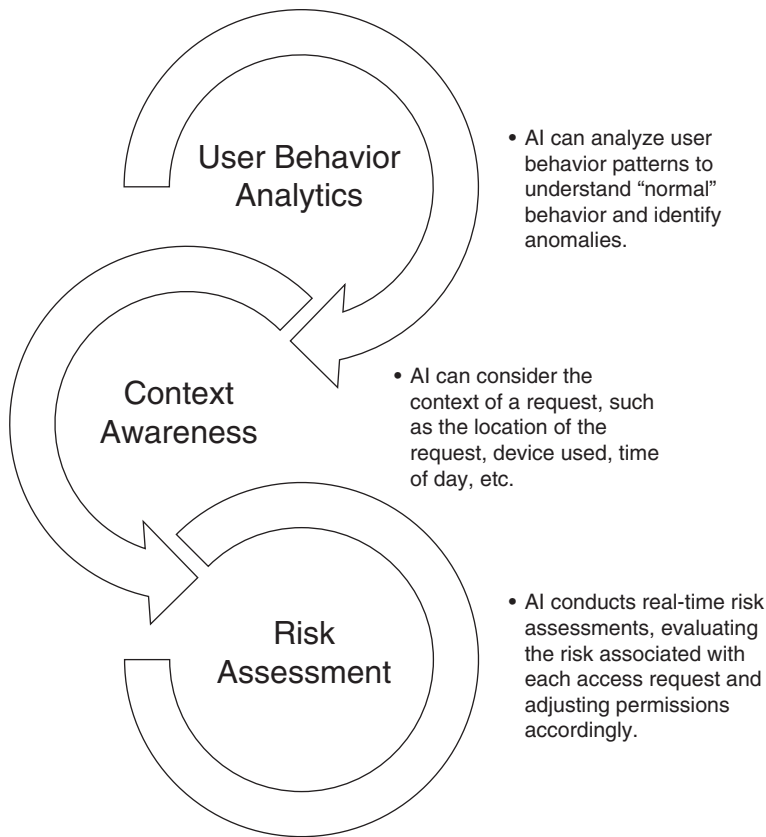 User Behavior
Analytics
• AI can analyze user
behavior patterns to
understand “normal”
behavior and identify
anomalies.
Context
Awareness
• AI can consider the
context of a request, such
as the location of the
request, device used, time
of day, etc.
Risk
Assessment
• AI conducts real-time risk
assessments, evaluating
the risk associated with
each access request and
adjusting permissions
accordingly.